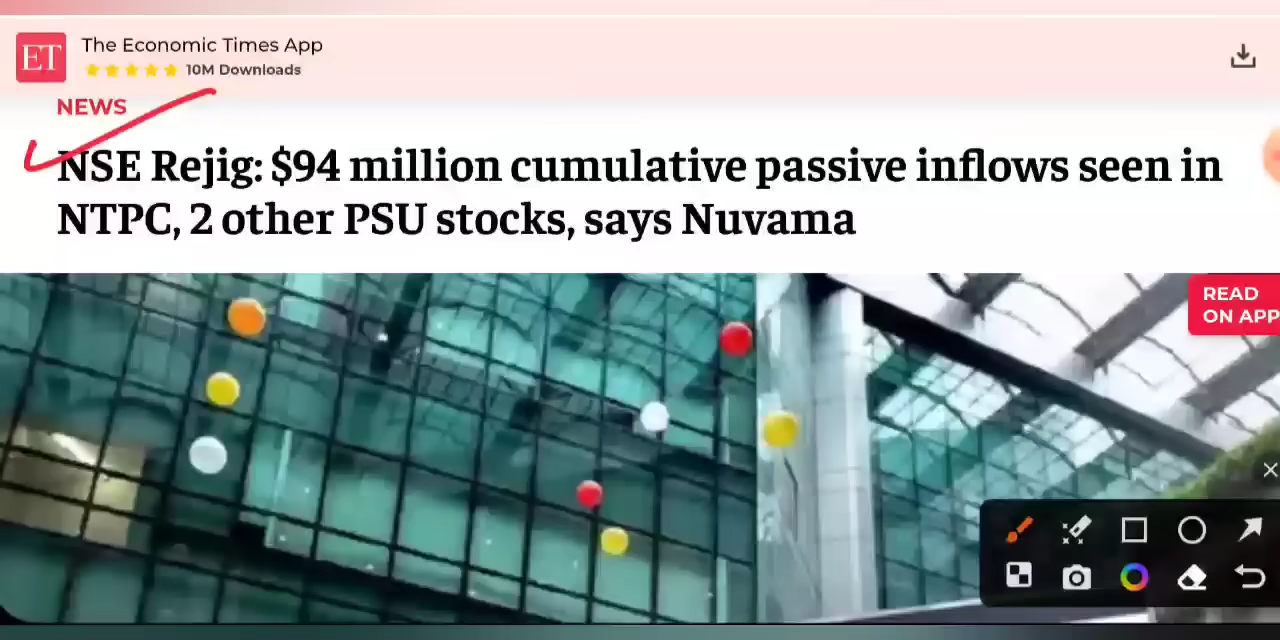 ET
The Economic Times App
10M Downloads
NEWS
NSE Rejig: $94 million cumulative passive inflows seen in
NTPC, 2 other PSU stocks, says Nuvama
READ
ON APP